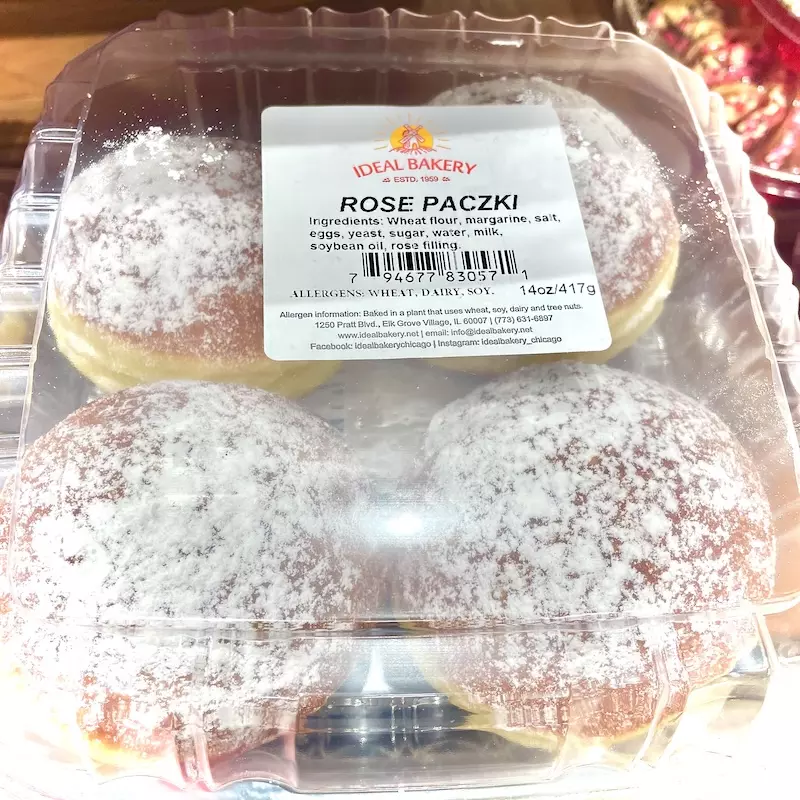 IDEAL BAKERY
ESTD. 1959
ROSE PACZKI
Ingredients: Wheat flour, margarine, salt,
eggs, yeast, sugar, water, milk,
soybean oil, rose filling.
7 94677 83057 1
ALLERGENS: WHEAT, DAIRY, SOY. 14oz/417g
Allergen information: Baked in a plant that uses wheat, soy, dairy and tree nuts.
1250 Pratt Blvd., Elk Grove Village, IL 60007 | (773) 631-6897
www.idealbakery.net | email: info@idealbakery.net
Facebook: idealbakerychicago | Instagram: idealbakery_chicago